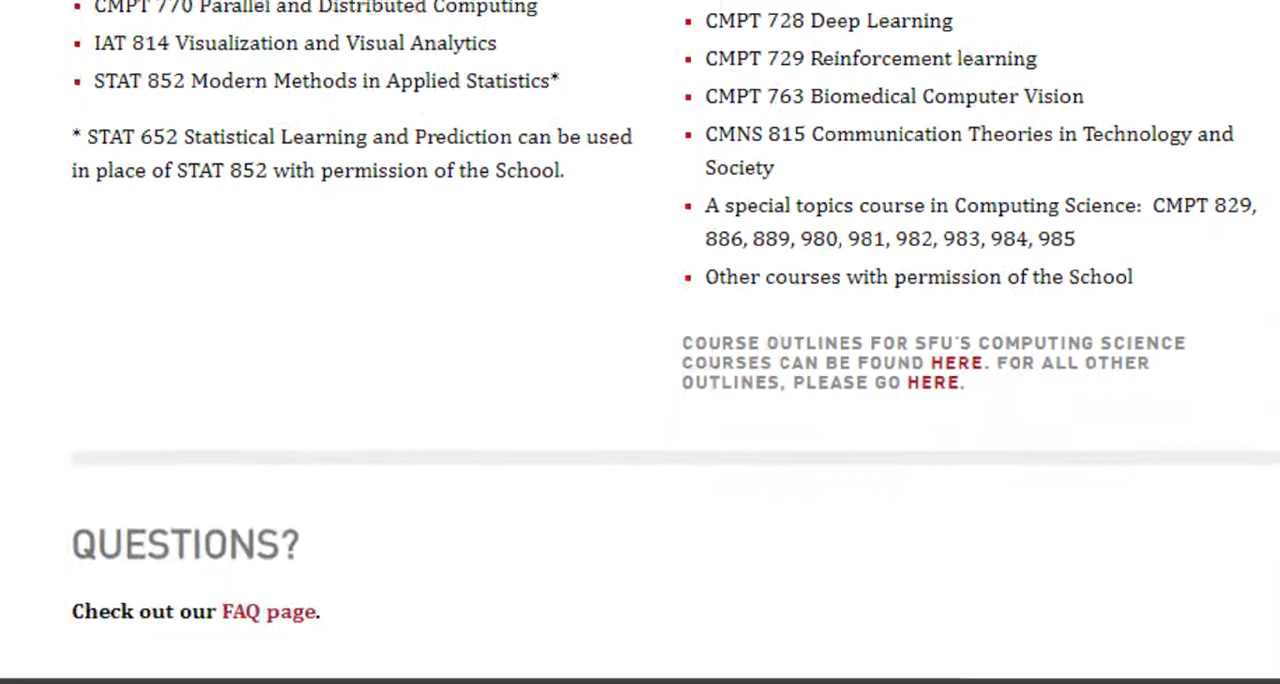 CMPT 770 Parallel and Distributed Computing
IAT 814 Visualization and Visual Analytics
STAT 852 Modern Methods in Applied Statistics*
* STAT 652 Statistical Learning and Prediction can be used
in place of STAT 852 with permission of the School.
CMPT 728 Deep Learning
CMPT 729 Reinforcement learning
CMPT 763 Biomedical Computer Vision
CMNS 815 Communication Theories in Technology and
Society
A special topics course in Computing Science: CMPT 829,
886, 889, 980, 981, 982, 983, 984, 985
Other courses with permission of the School
COURSE OUTLINES FOR SFU'S COMPUTING SCIENCE
COURSES CAN BE FOUND HERE. FOR ALL OTHER
OUTLINES, PLEASE GO HERE.
QUESTIONS?
Check out our FAQ page.